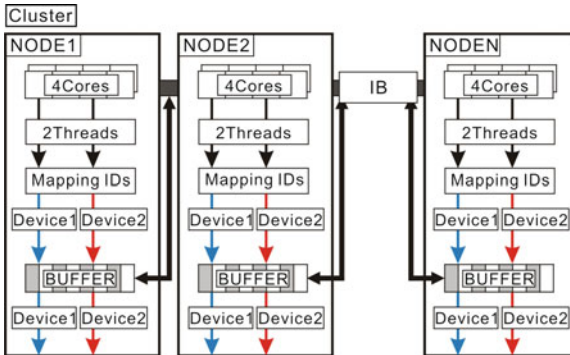 Cluster
NODE1 NODE2 NODEN
4Cores 4Cores IB 4Cores
2Threads 2Threads 2Threads
Mapping IDs Mapping IDs Mapping IDs
Device1 Device2 Device1 Device2 Device1 Device2
BUFFER BUFFER BUFFER
Device1 Device2 Device1 Device2 Device1 Device2